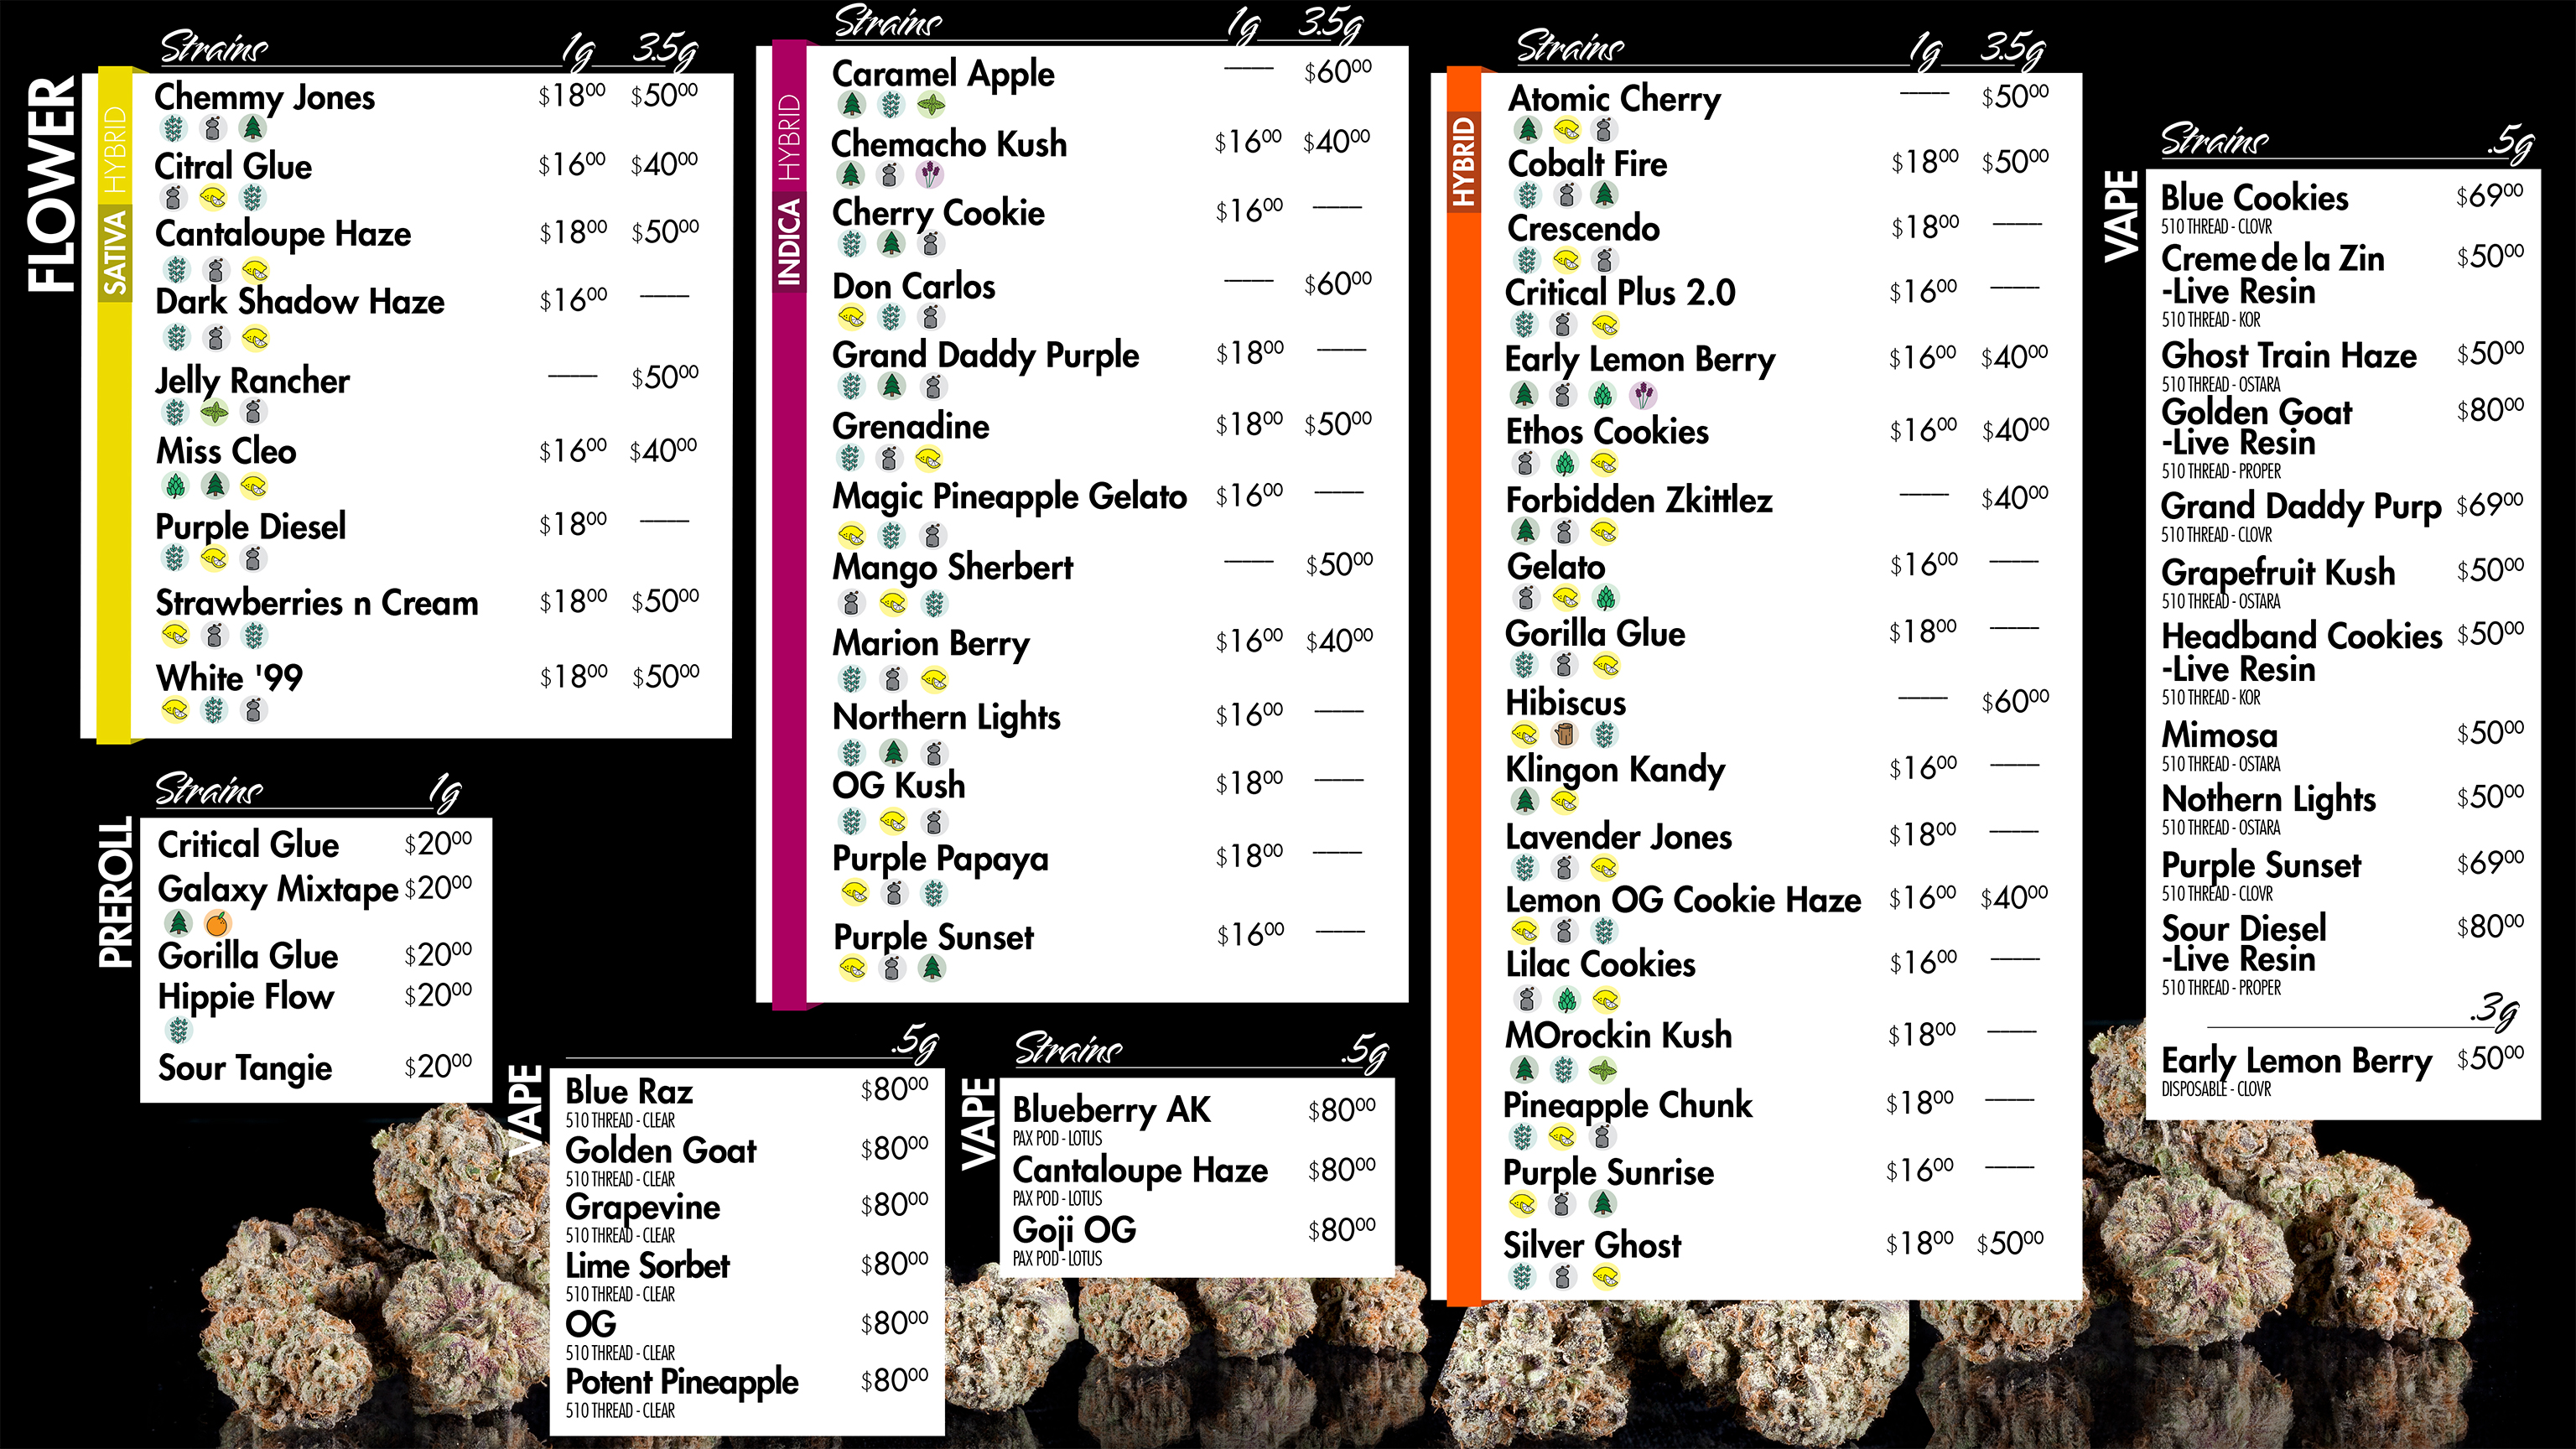 FLOWER
SATIVA HYBRID
Strains 1g 3.5g
Chemmy Jones $18.00 $50.00
Citral Glue $16.00 $40.00
Cantaloupe Haze $18.00 $50.00
Dark Shadow Haze $16.00 ——
Jelly Rancher —— $50.00
Miss Cleo $16.00 $40.00
Purple Diesel $18.00 ——
Strawberries n Cream $18.00 $50.00
White '99 $18.00 $50.00
PREROLL
Strains 1g
Critical Glue $20.00
Galaxy Mixtape $20.00
Gorilla Glue $20.00
Hippie Flow $20.00
Sour Tangie $20.00
INDICA HYBRID
Strains 1g 3.5g
Caramel Apple —— $60.00
Chemacho Kush $16.00 $40.00
Cherry Cookie $16.00 ——
Don Carlos —— $60.00
Grand Daddy Purple $18.00 ——
Grenadine $18.00 $50.00
Magic Pineapple Gelato $16.00 ——
Mango Sherbert —— $50.00
Marion Berry $16.00 $40.00
Northern Lights $16.00 ——
OG Kush $18.00 ——
Purple Papaya $18.00 ——
Purple Sunset $16.00 ——
VAPE
.5g
Blue Raz $80.00
510 THREAD - CLEAR
Golden Goat $80.00
510 THREAD - CLEAR
Grapevine $80.00
510 THREAD - CLEAR
Lime Sorbet $80.00
510 THREAD - CLEAR
OG $80.00
510 THREAD - CLEAR
Potent Pineapple $80.00
510 THREAD - CLEAR
VAPE
Strains .5g
Blueberry AK $80.00
PAX POD - LOTUS
Cantaloupe Haze $80.00
PAX POD - LOTUS
Goji OG $80.00
PAX POD - LOTUS
HYBRID
Strains 1g 3.5g
Atomic Cherry —— $50.00
Cobalt Fire $18.00 $50.00
Crescendo $18.00 ——
Critical Plus 2.0 $16.00 ——
Early Lemon Berry $16.00 $40.00
Ethos Cookies $16.00 $40.00
Forbidden Zkittlez —— $40.00
Gelato $16.00 ——
Gorilla Glue $18.00 ——
Hibiscus —— $60.00
Klingon Kandy $16.00 ——
Lavender Jones $18.00 ——
Lemon OG Cookie Haze $16.00 $40.00
Lilac Cookies $16.00 ——
MOrockin Kush $18.00 ——
Pineapple Chunk $18.00 ——
Purple Sunrise $16.00 ——
Silver Ghost $18.00 $50.00
VAPE
Strains .5g
Blue Cookies $69.00
510 THREAD - CLOVR
Creme de la Zin $50.00
-Live Resin
510 THREAD - KOR
Ghost Train Haze $50.00
510 THREAD - OSTARA
Golden Goat $80.00
-Live Resin
510 THREAD - PROPER
Grand Daddy Purp $69.00
510 THREAD - CLOVR
Grapefruit Kush $50.00
510 THREAD - OSTARA
Headband Cookies $50.00
-Live Resin
510 THREAD - KOR
Mimosa $50.00
510 THREAD - OSTARA
Nothern Lights $50.00
510 THREAD - OSTARA
Purple Sunset $69.00
510 THREAD - CLOVR
Sour Diesel $80.00
-Live Resin
510 THREAD - PROPER
.3g
Early Lemon Berry $50.00
DISPOSABLE - CLOVR